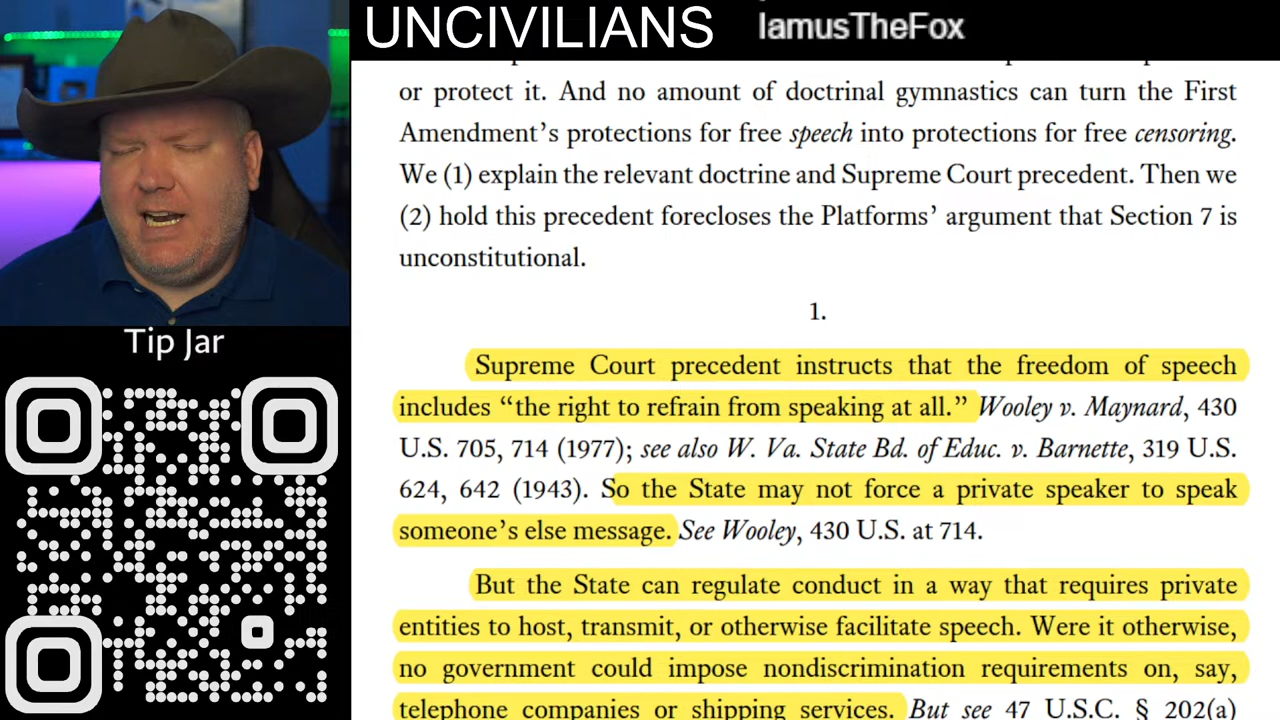 UNCIVILIANS
IamusTheFox
or protect it. And no amount of doctrinal gymnastics can turn the First
Amendment’s protections for free speech into protections for free censoring.
We (1) explain the relevant doctrine and Supreme Court precedent. Then we
(2) hold this precedent forecloses the Platforms’ argument that Section 7 is
unconstitutional.
1.
Supreme Court precedent instructs that the freedom of speech
includes “the right to refrain from speaking at all.” Wooley v. Maynard, 430
U.S. 705, 714 (1977); see also W. Va. State Bd. of Educ. v. Barnette, 319 U.S.
624, 642 (1943). So the State may not force a private speaker to speak
someone’s else message. See Wooley, 430 U.S. at 714.
But the State can regulate conduct in a way that requires private
entities to host, transmit, or otherwise facilitate speech. Were it otherwise,
no government could impose nondiscrimination requirements on, say,
telephone companies or shipping services. But see 47 U.S.C. § 202(a)
Tip Jar